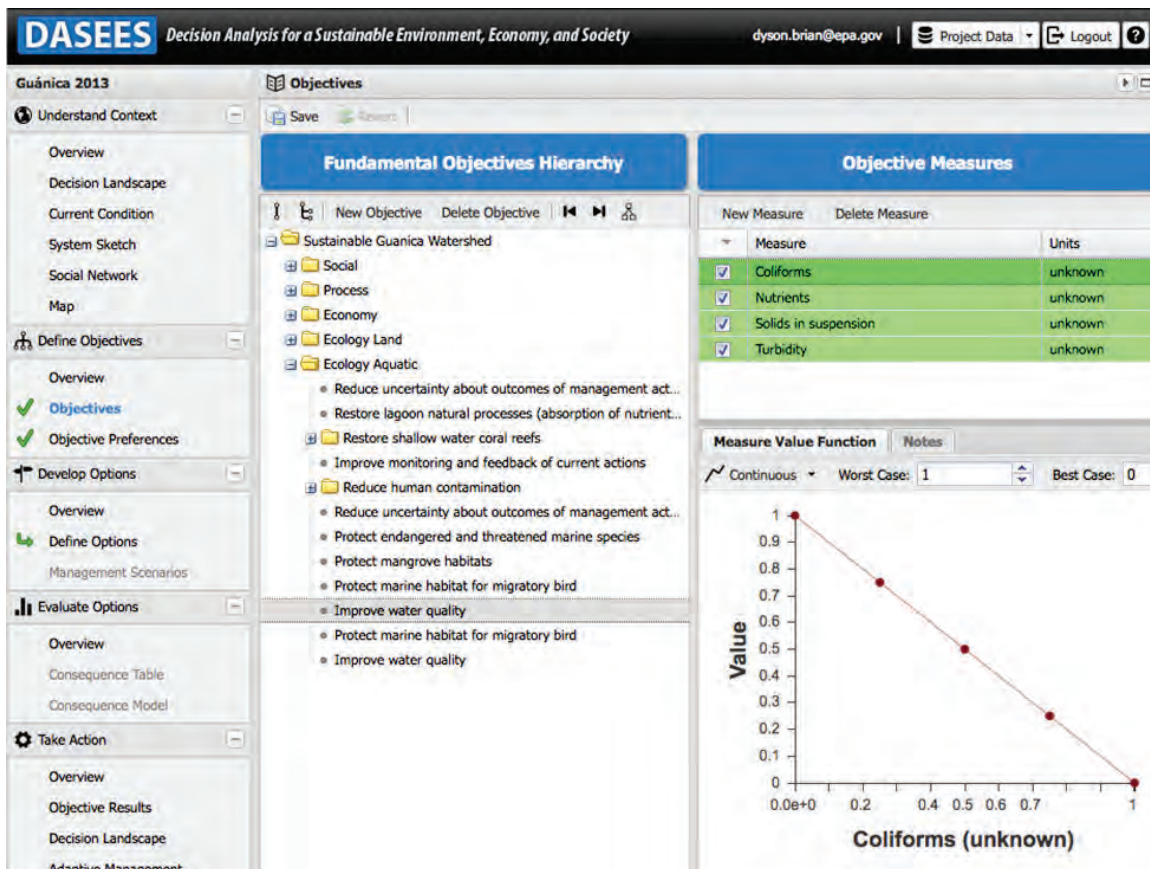 DASEES Decision Analysis for a Sustainable Environment, Economy, and Society dyson.brian@epa.gov Project Data Logout ?
Guánica 2013
Understand Context
Overview
Decision Landscape
Current Condition
System Sketch
Social Network
Map
Define Objectives
Overview
Objectives
Objective Preferences
Develop Options
Overview
Define Options
Management Scenarios
Evaluate Options
Overview
Consequence Table
Consequence Model
Take Action
Overview
Objective Results
Decision Landscape
Adaptive Management
Objectives
Save Revert
Fundamental Objectives Hierarchy
New Objective Delete Objective
Sustainable Guanica Watershed
Social
Process
Economy
Ecology Land
Ecology Aquatic
Reduce uncertainty about outcomes of management act...
Restore lagoon natural processes (absorption of nutrient...
Restore shallow water coral reefs
Improve monitoring and feedback of current actions
Reduce human contamination
Reduce uncertainty about outcomes of management act...
Protect endangered and threatened marine species
Protect mangrove habitats
Protect marine habitat for migratory bird
Improve water quality
Protect marine habitat for migratory bird
Improve water quality
Objective Measures
New Measure Delete Measure
Measure Units
Coliforms unknown
Nutrients unknown
Solids in suspension unknown
Turbidity unknown
Measure Value Function Notes
Continuous Worst Case: 1 Best Case: 0
1
0.9
0.8
0.7
0.6
0.5
0.4
0.3
0.2
0.1
0
Value
0.0e+0 0.2 0.4 0.5 0.6 0.7 1
Coliforms (unknown)